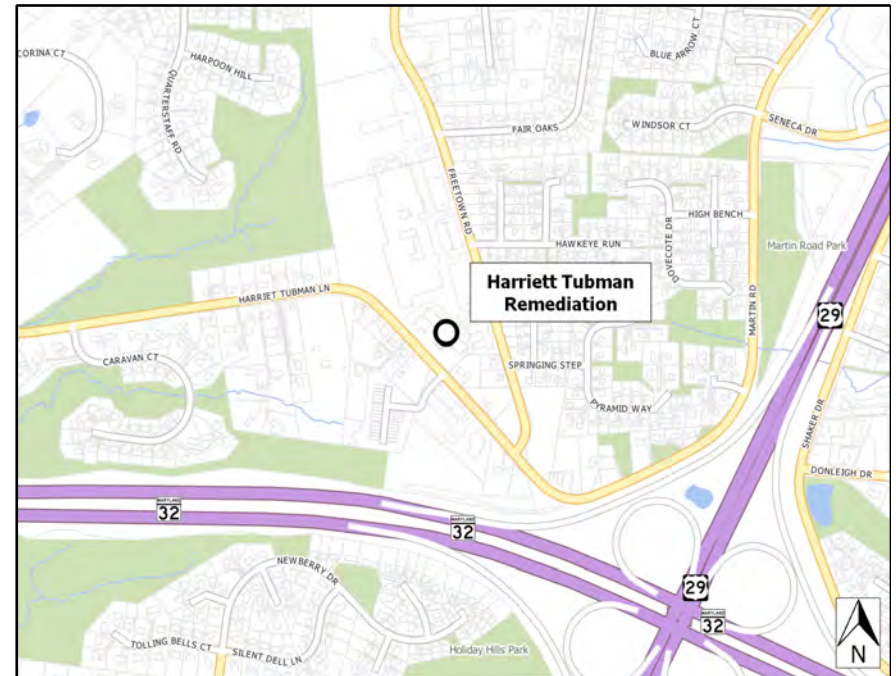 CORINA CT
HARPOON HILL
QUARTERSTAFF RD
BLUE ARROW CT
FAIR OAKS
WINDSOR CT
SENECA DR
FREETOWN RD
HIGH BENCH
HAWKEYE RUN
DOVECOTE DR
Martin Road Park
Harriett Tubman
Remediation
HARRIET TUBMAN LN
MARTIN RD
29
CARAVAN CT
SPRINGING STEP
PYRAMID WAY
SHAKER DR
DONLEIGH DR
MARYLAND
32
MARYLAND
32
NEWBERRY DR
29
MARYLAND
32
TOLLING BELLS CT
SILENT DELL LN
Holiday Hills Park
N